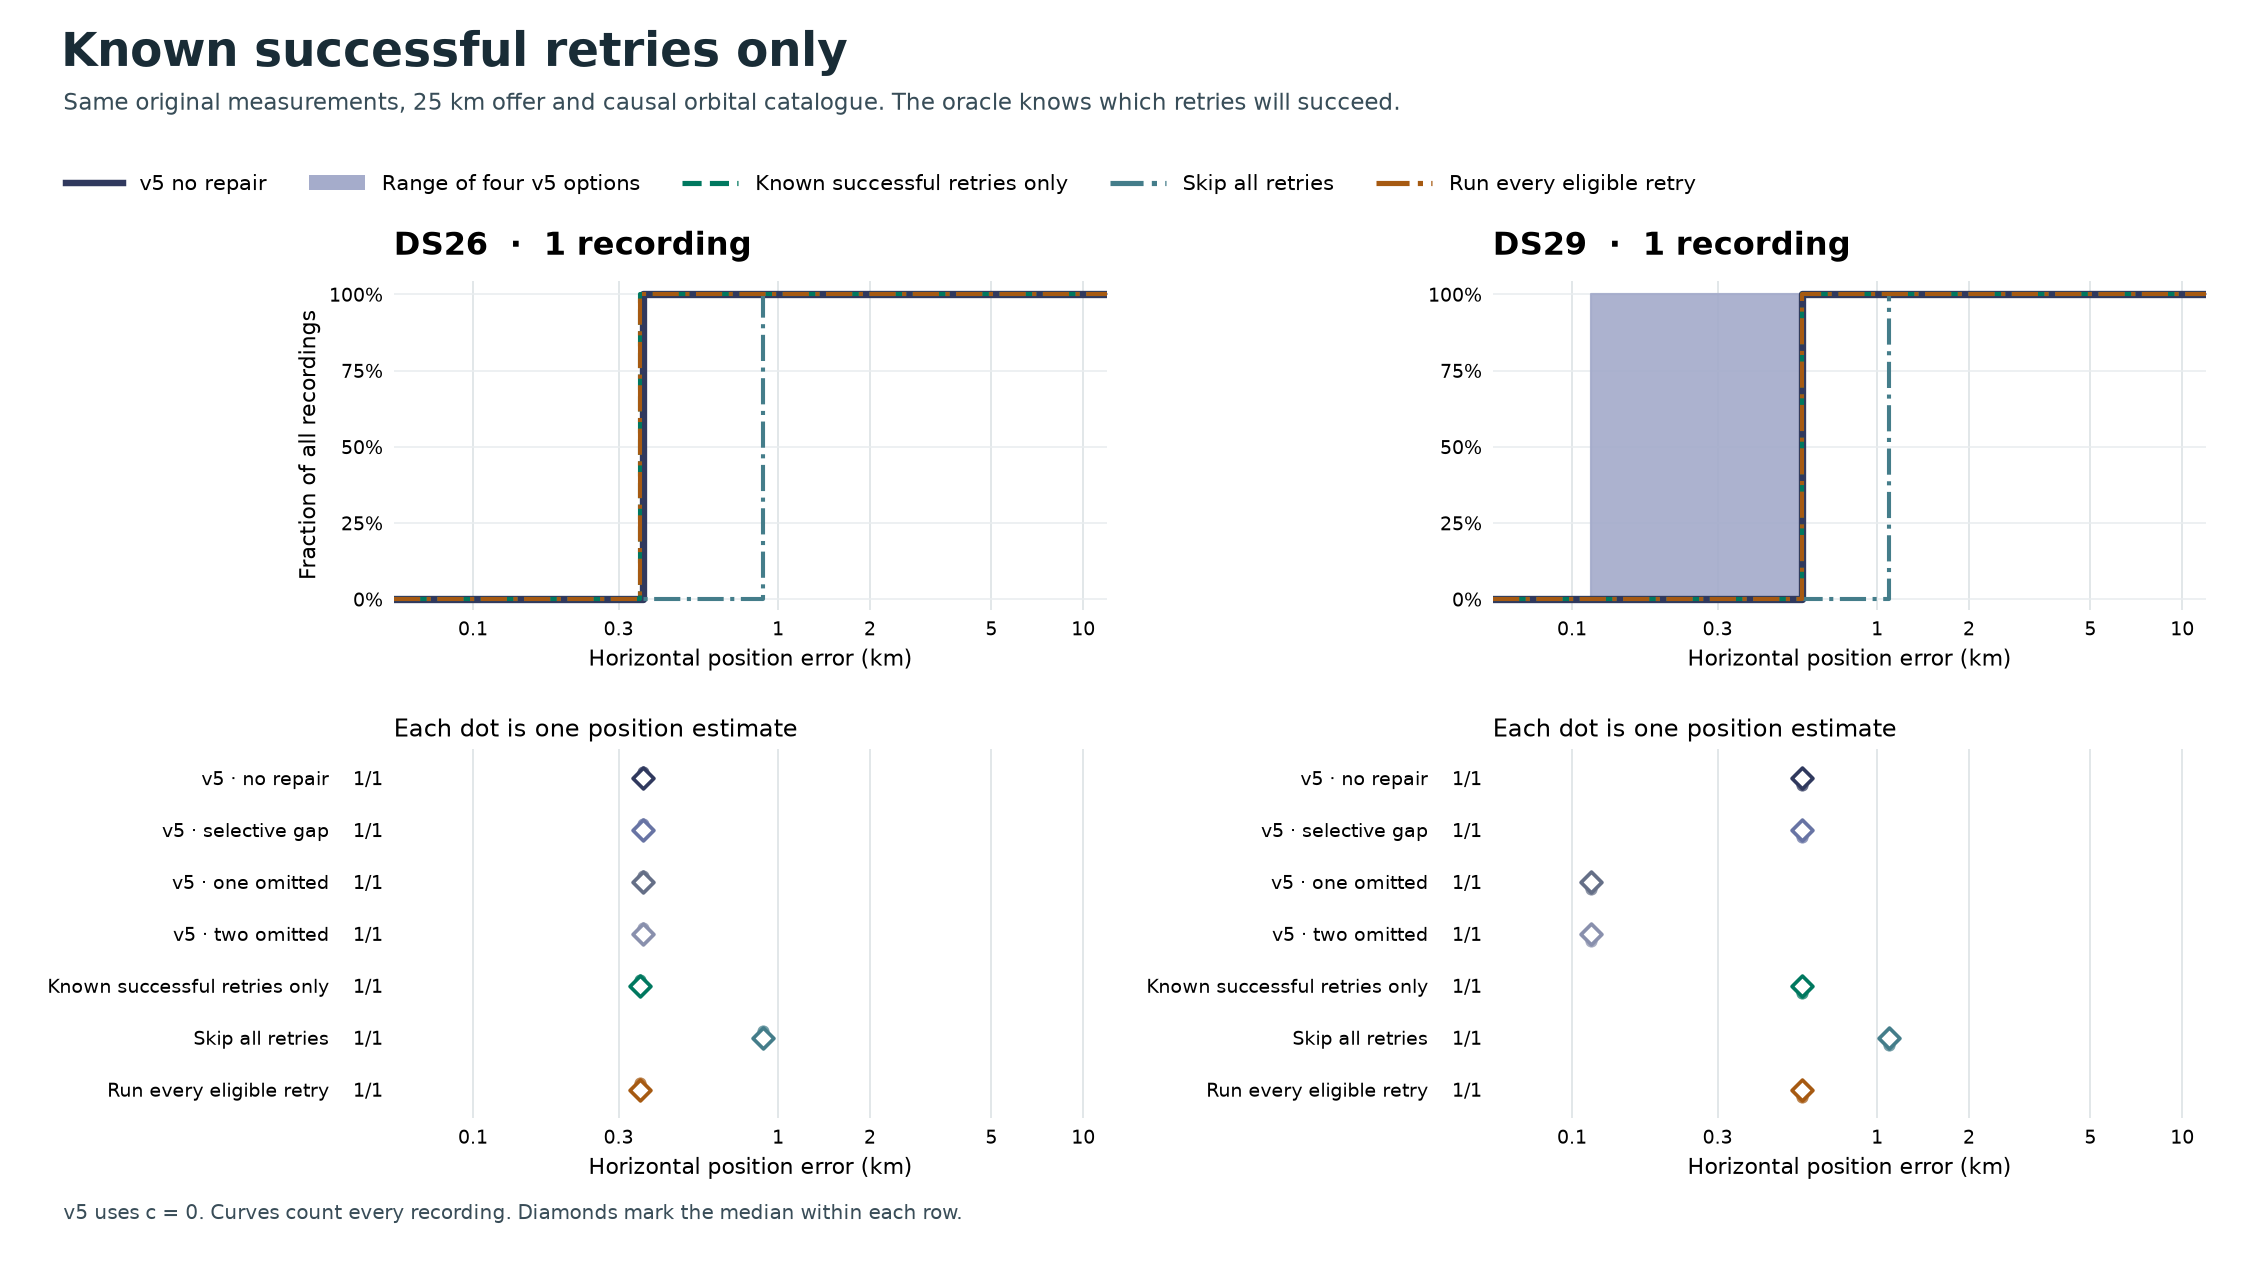 Known successful retries only
Same original measurements, 25 km offer and causal orbital catalogue. The oracle knows which retries will succeed.
v5 no repair
Range of four v5 options
Known successful retries only
Skip all retries
Run every eligible retry
DS26 · 1 recording
Fraction of all recordings
100%
75%
50%
25%
0%
0.1 0.3 1 2 5 10
Horizontal position error (km)
DS29 · 1 recording
100%
75%
50%
25%
0%
0.1 0.3 1 2 5 10
Horizontal position error (km)
Each dot is one position estimate
v5 · no repair 1/1
v5 · selective gap 1/1
v5 · one omitted 1/1
v5 · two omitted 1/1
Known successful retries only 1/1
Skip all retries 1/1
Run every eligible retry 1/1
0.1 0.3 1 2 5 10
Horizontal position error (km)
Each dot is one position estimate
v5 · no repair 1/1
v5 · selective gap 1/1
v5 · one omitted 1/1
v5 · two omitted 1/1
Known successful retries only 1/1
Skip all retries 1/1
Run every eligible retry 1/1
0.1 0.3 1 2 5 10
Horizontal position error (km)
v5 uses c = 0. Curves count every recording. Diamonds mark the median within each row.